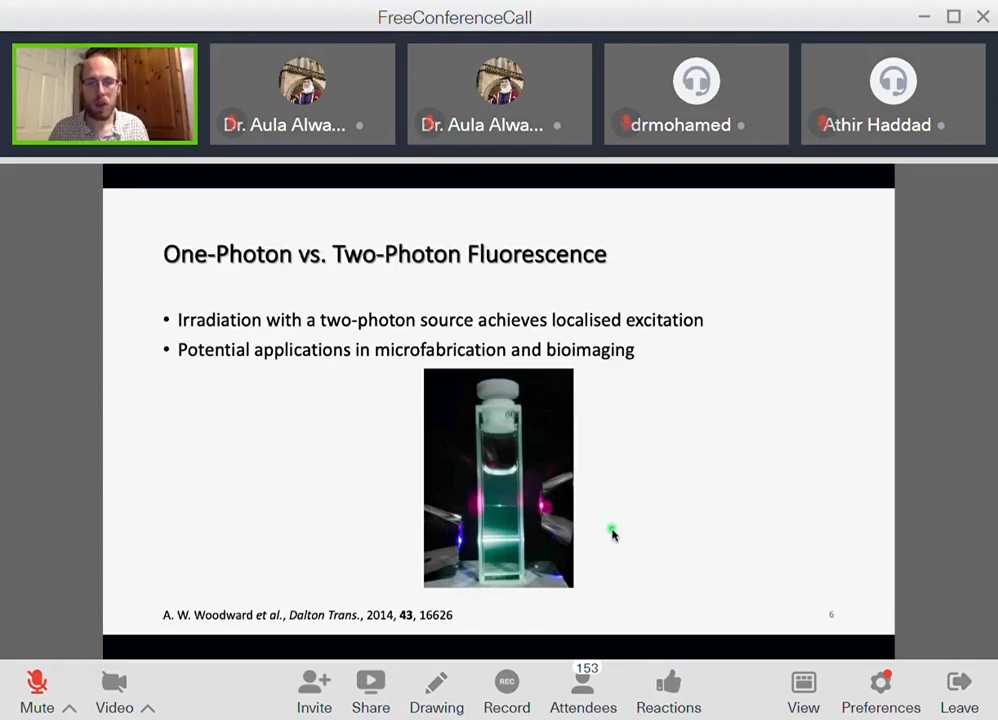 FreeConferenceCall
Dr. Aula Alwa...
Dr. Aula Alwa...
drmohamed
Athir Haddad
One-Photon vs. Two-Photon Fluorescence
• Irradiation with a two-photon source achieves localised excitation
• Potential applications in microfabrication and bioimaging
A. W. Woodward et al., Dalton Trans., 2014, 43, 16626
6
153
REC
Mute
Video
Invite
Share
Drawing
Record
Attendees
Reactions
View
Preferences
Leave